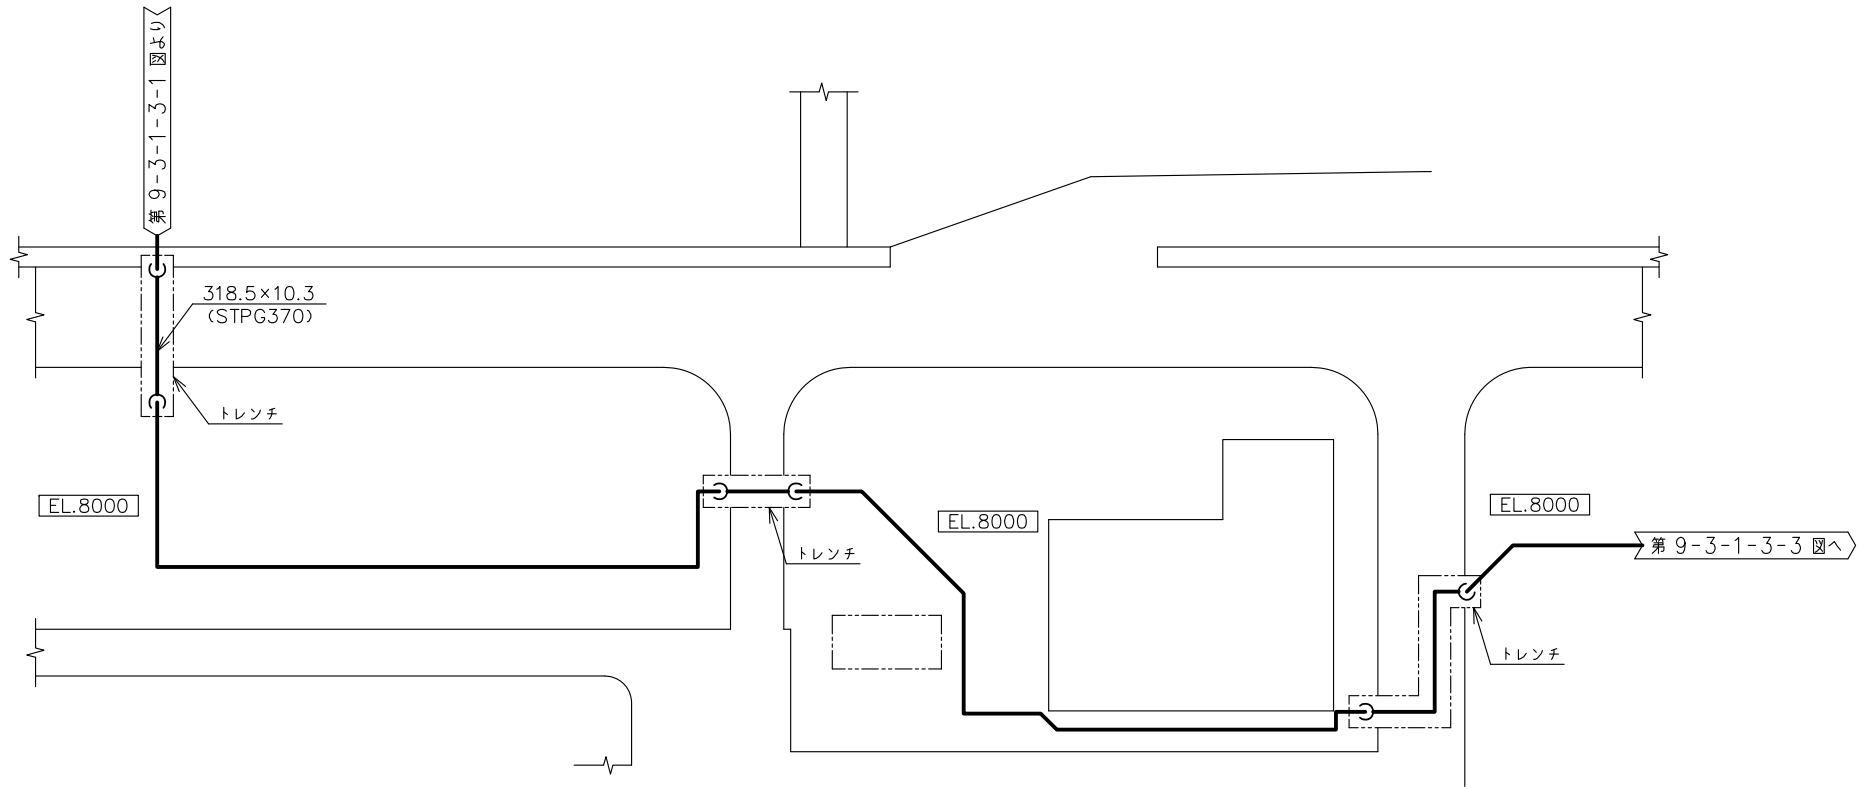 第 9-3-1-3-1 図より
318.5×10.3
(STPG370)
トレンチ
EL.8000
トレンチ
EL.8000
EL.8000
第 9-3-1-3-3 図へ
トレンチ